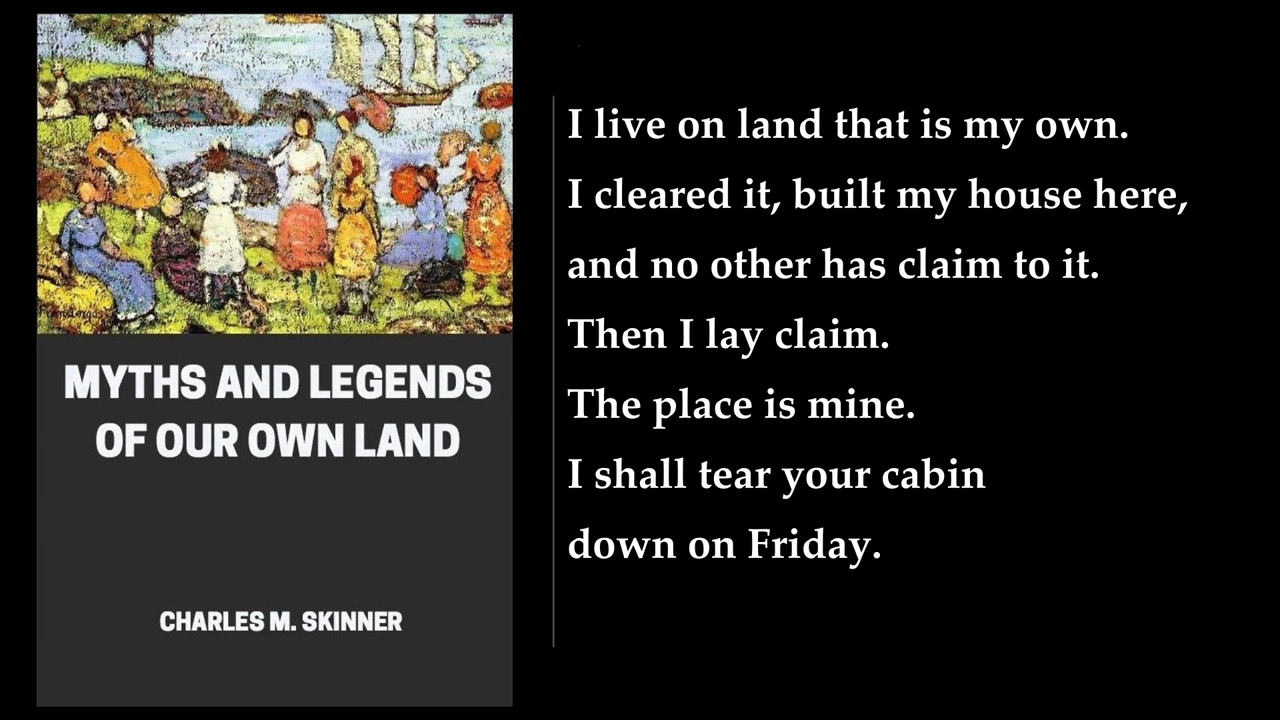 MYTHS AND LEGENDS
OF OUR OWN LAND
CHARLES M. SKINNER
I live on land that is my own.
I cleared it, built my house here,
and no other has claim to it.
Then I lay claim.
The place is mine.
I shall tear your cabin
down on Friday.